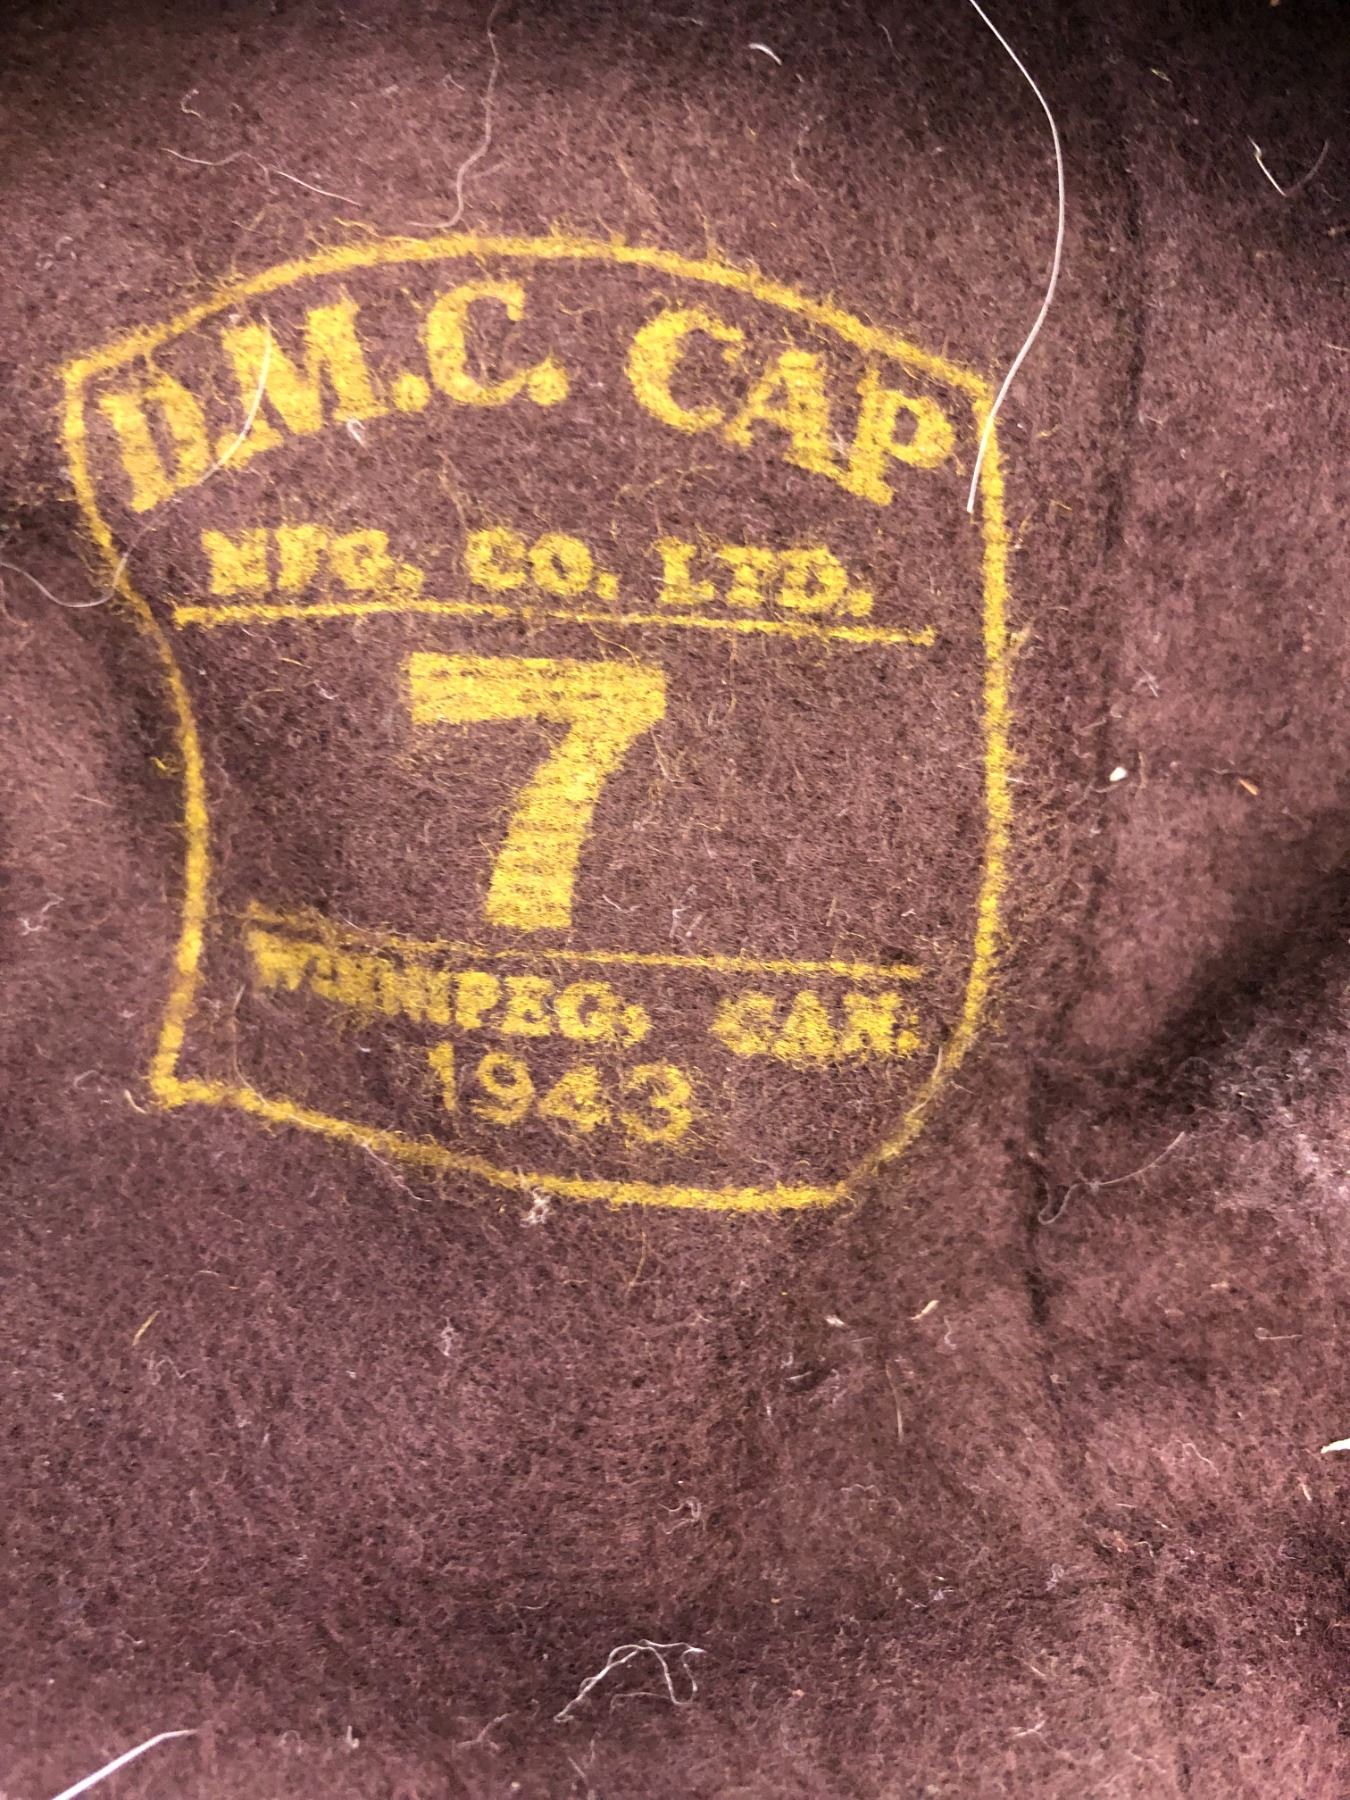 D.M.C. CAP
MFG. CO. LTD.
7
WINNIPEG, CAN.
1943